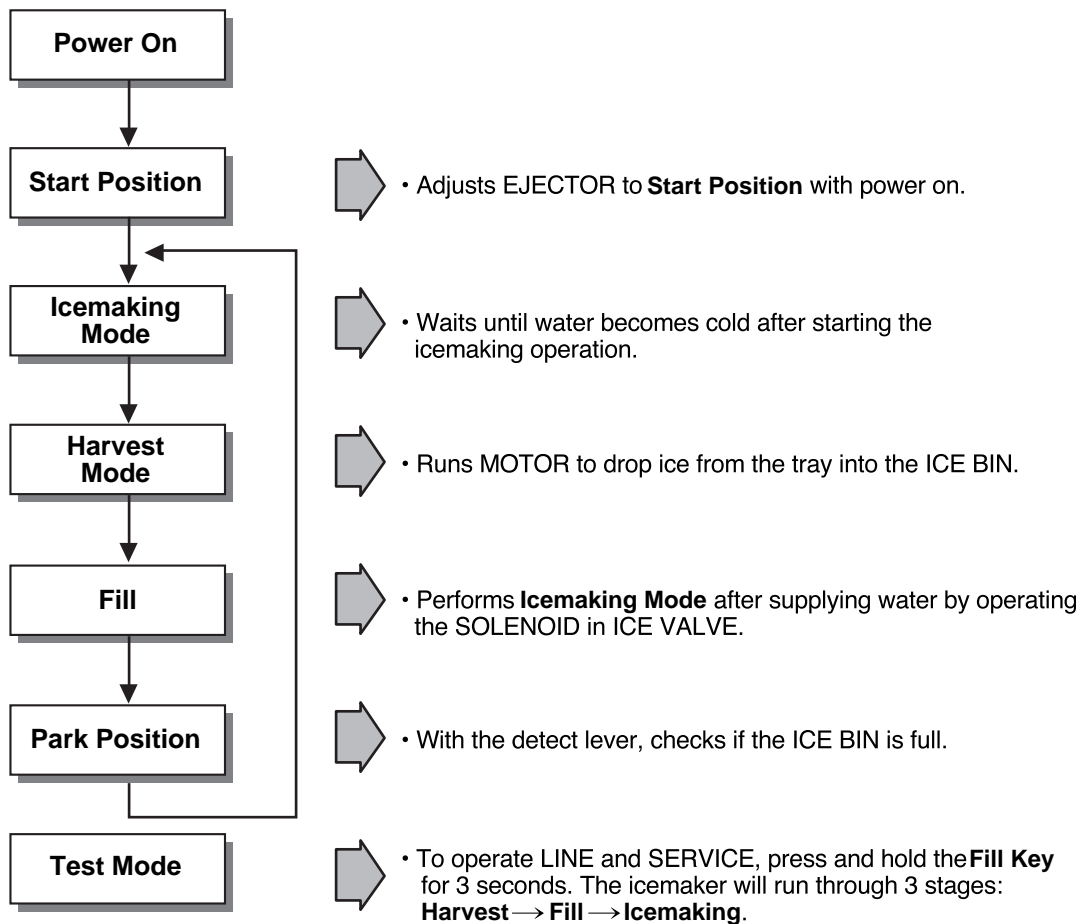 Power On
Start Position
• Adjusts EJECTOR to Start Position with power on.
Icemaking
Mode
• Waits until water becomes cold after starting the
icemaking operation.
Harvest
Mode
• Runs MOTOR to drop ice from the tray into the ICE BIN.
Fill
• Performs Icemaking Mode after supplying water by operating
the SOLENOID in ICE VALVE.
Park Position
• With the detect lever, checks if the ICE BIN is full.
Test Mode
• To operate LINE and SERVICE, press and hold the Fill Key
for 3 seconds. The icemaker will run through 3 stages:
Harvest → Fill → Icemaking.